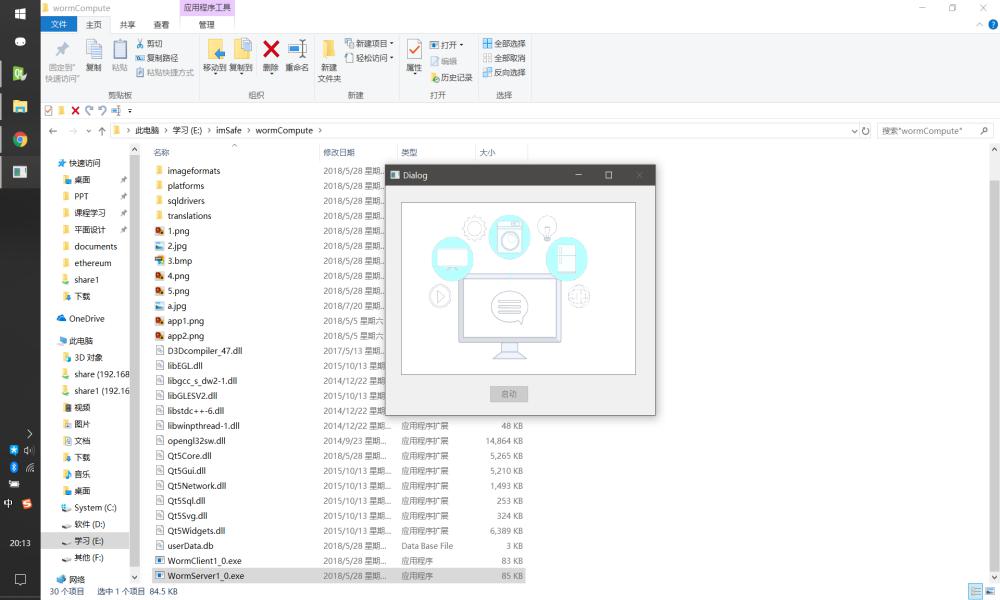 wormCompute
应用程序工具
文件 主页 共享 查看 管理
固定到"快速访问"
复制
粘贴
剪切
复制路径
粘贴快捷方式
移动到 复制到 删除 重命名
新建文件夹
新建项目
轻松访问
属性
打开
编辑
历史记录
全部选择
全部取消
反向选择
剪贴板 组织 新建 打开 选择
此电脑 学习 (E:) imSafe wormCompute
搜索"wormCompute"
名称 修改日期 类型 大小
快速访问
桌面
PPT
课程学习
平面设计
documents
ethereum
share1
下载
OneDrive
此电脑
3D 对象
share (192.168
share1 (192.16
视频
图片
文档
下载
音乐
桌面
System (C:)
软件 (D:)
学习 (E:)
其他 (F:)
网络
imageformats 2018/5/28 星期...
platforms 2018/5/28 星期...
sqldrivers 2018/5/28 星期...
translations 2018/5/28 星期...
1.png 2018/5/28 星期...
2.jpg 2018/5/28 星期...
3.bmp 2018/5/28 星期...
4.png 2018/5/28 星期...
5.png 2018/5/28 星期...
a.jpg 2018/7/20 星期...
app1.png 2018/5/5 星期六
app2.png 2018/5/5 星期六
D3Dcompiler_47.dll 2017/5/13 星期...
libEGL.dll 2015/10/13 星期...
libgcc_s_dw2-1.dll 2014/12/22 星期...
libGLESV2.dll 2015/10/13 星期...
libstdc++-6.dll 2014/12/22 星期...
libwinpthread-1.dll 2014/12/22 星期... 应用程序扩展 48 KB
opengl32sw.dll 2014/9/23 星期... 应用程序扩展 14,864 KB
Qt5Core.dll 2018/5/28 星期... 应用程序扩展 5,265 KB
Qt5Gui.dll 2015/10/13 星期... 应用程序扩展 5,210 KB
Qt5Network.dll 2015/10/13 星期... 应用程序扩展 1,493 KB
Qt5Sql.dll 2015/10/13 星期... 应用程序扩展 253 KB
Qt5Svg.dll 2015/10/13 星期... 应用程序扩展 324 KB
Qt5Widgets.dll 2015/10/13 星期... 应用程序扩展 6,389 KB
userData.db 2018/5/28 星期... Data Base File 3 KB
WormClient1_0.exe 2018/5/28 星期... 应用程序 83 KB
WormServer1_0.exe 2018/5/28 星期... 应用程序 85 KB
Dialog
启动
中
20:13
30 个项目 选中 1 个项目 84.5 KB